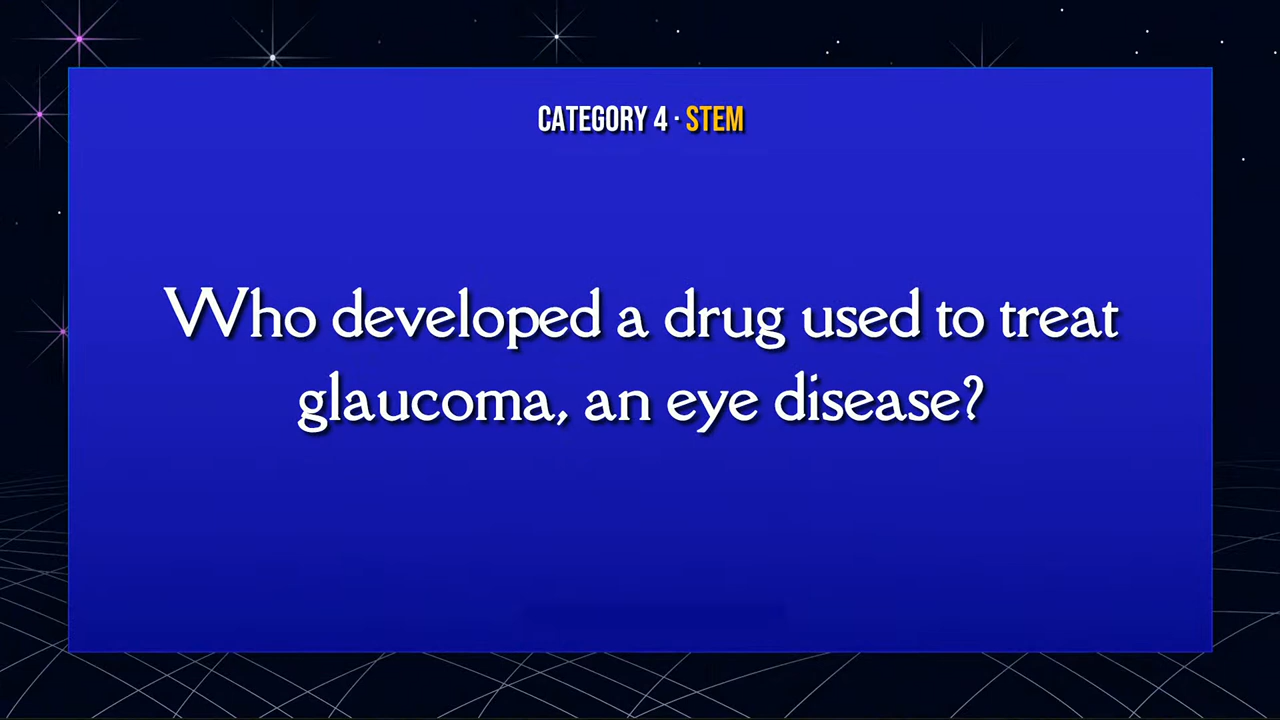 CATEGORY 4 · STEM
Who developed a drug used to treat
glaucoma, an eye disease?